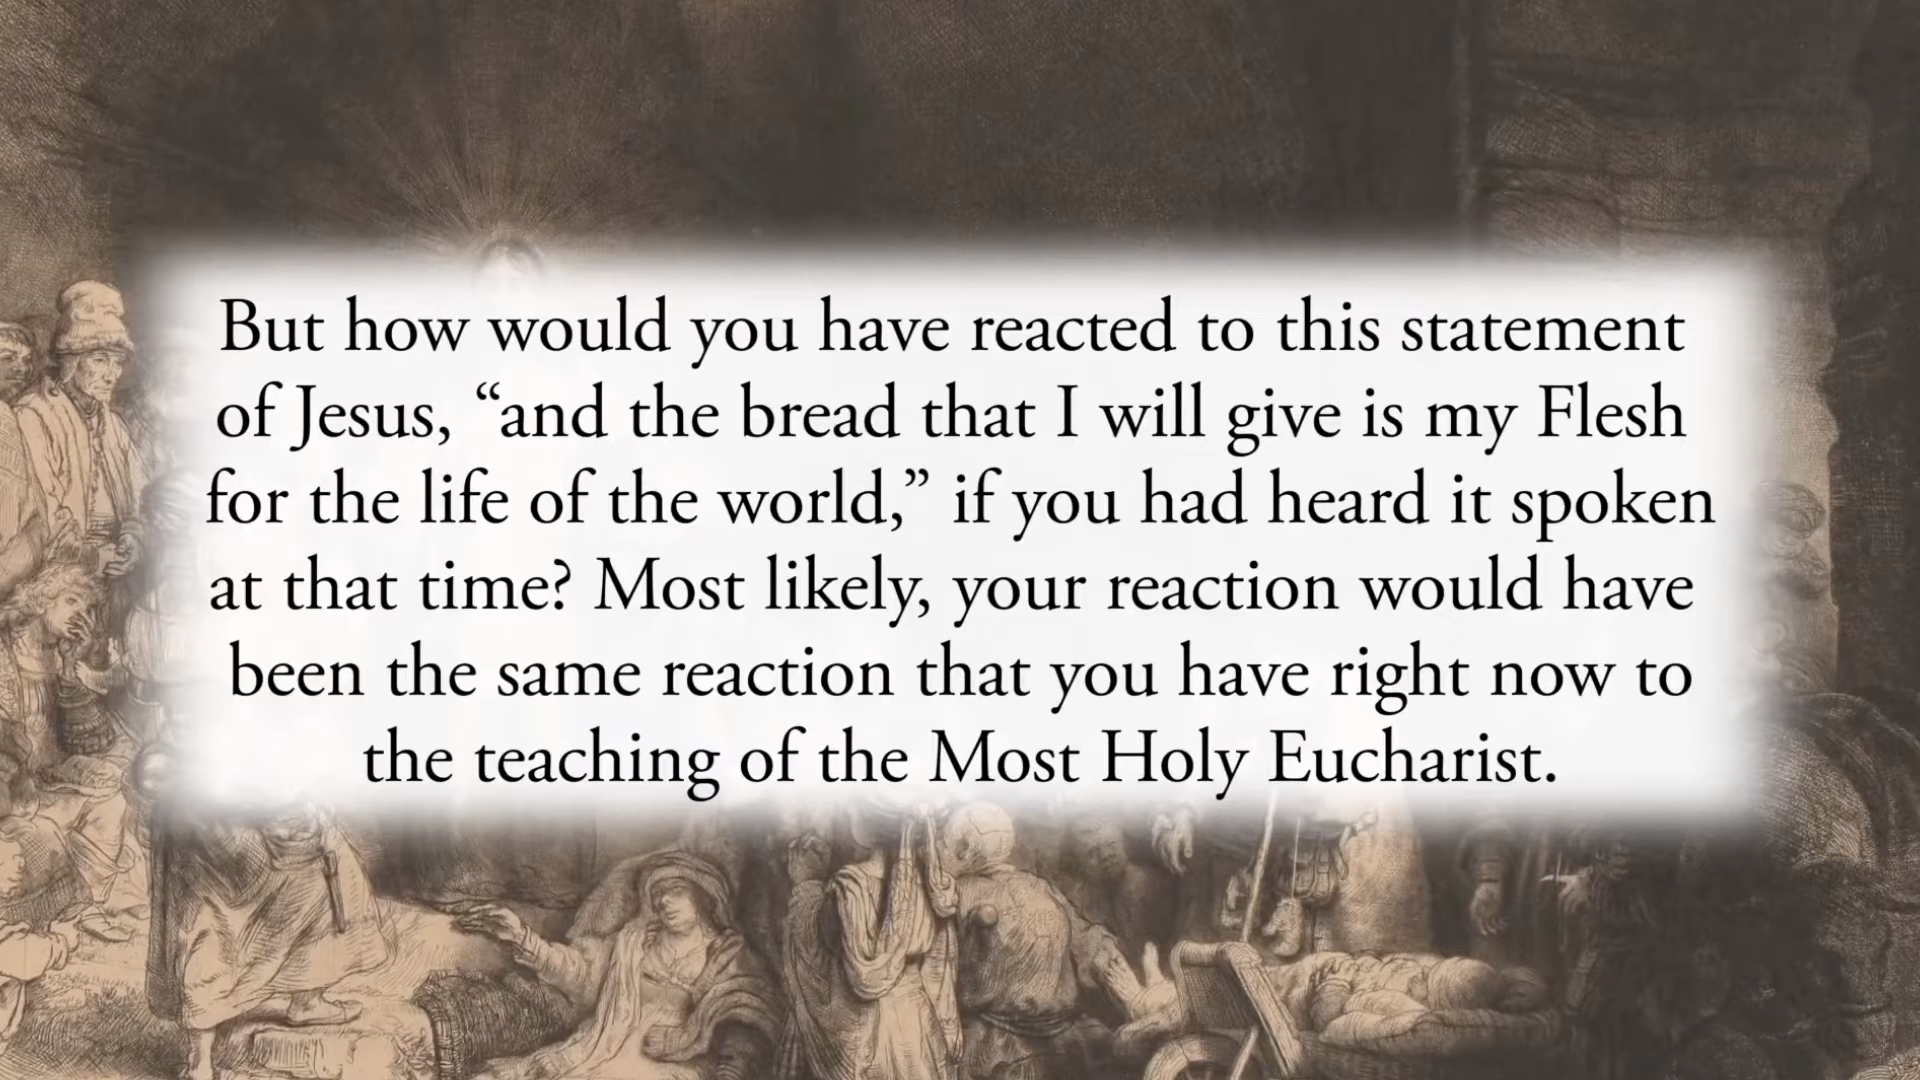 But how would you have reacted to this statement
of Jesus, “and the bread that I will give is my Flesh
for the life of the world,” if you had heard it spoken
at that time? Most likely, your reaction would have
been the same reaction that you have right now to
the teaching of the Most Holy Eucharist.